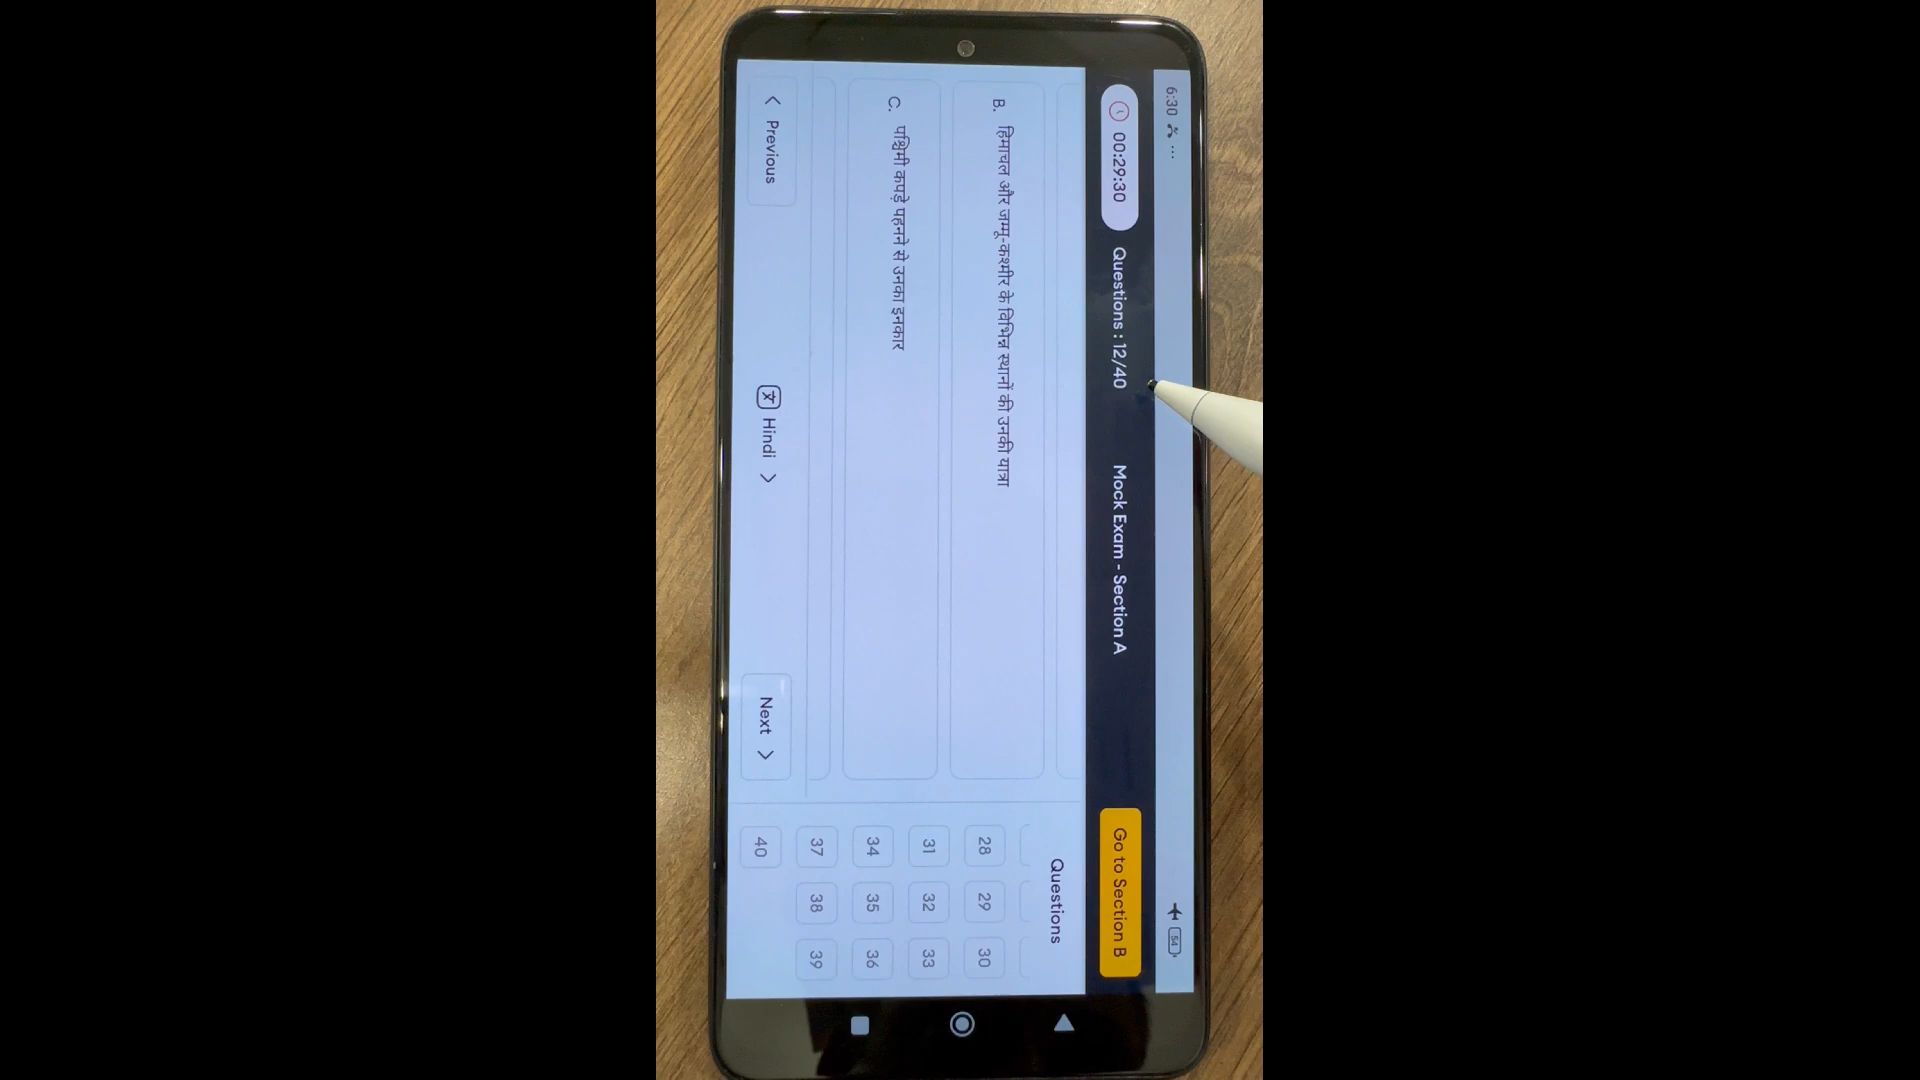 6:30 ...
54
00:29:30
Questions : 12/40
Mock Exam - Section A
Go to Section B
B. हिमाचल और जम्मू-कश्मीर के विभिन्न स्थानों की उनकी यात्रा
C. पश्चिमी कपड़े पहनने से उनका इनकार
Questions
28 29 30
31 32 33
34 35 36
37 38 39
40
Previous
Hindi
Next